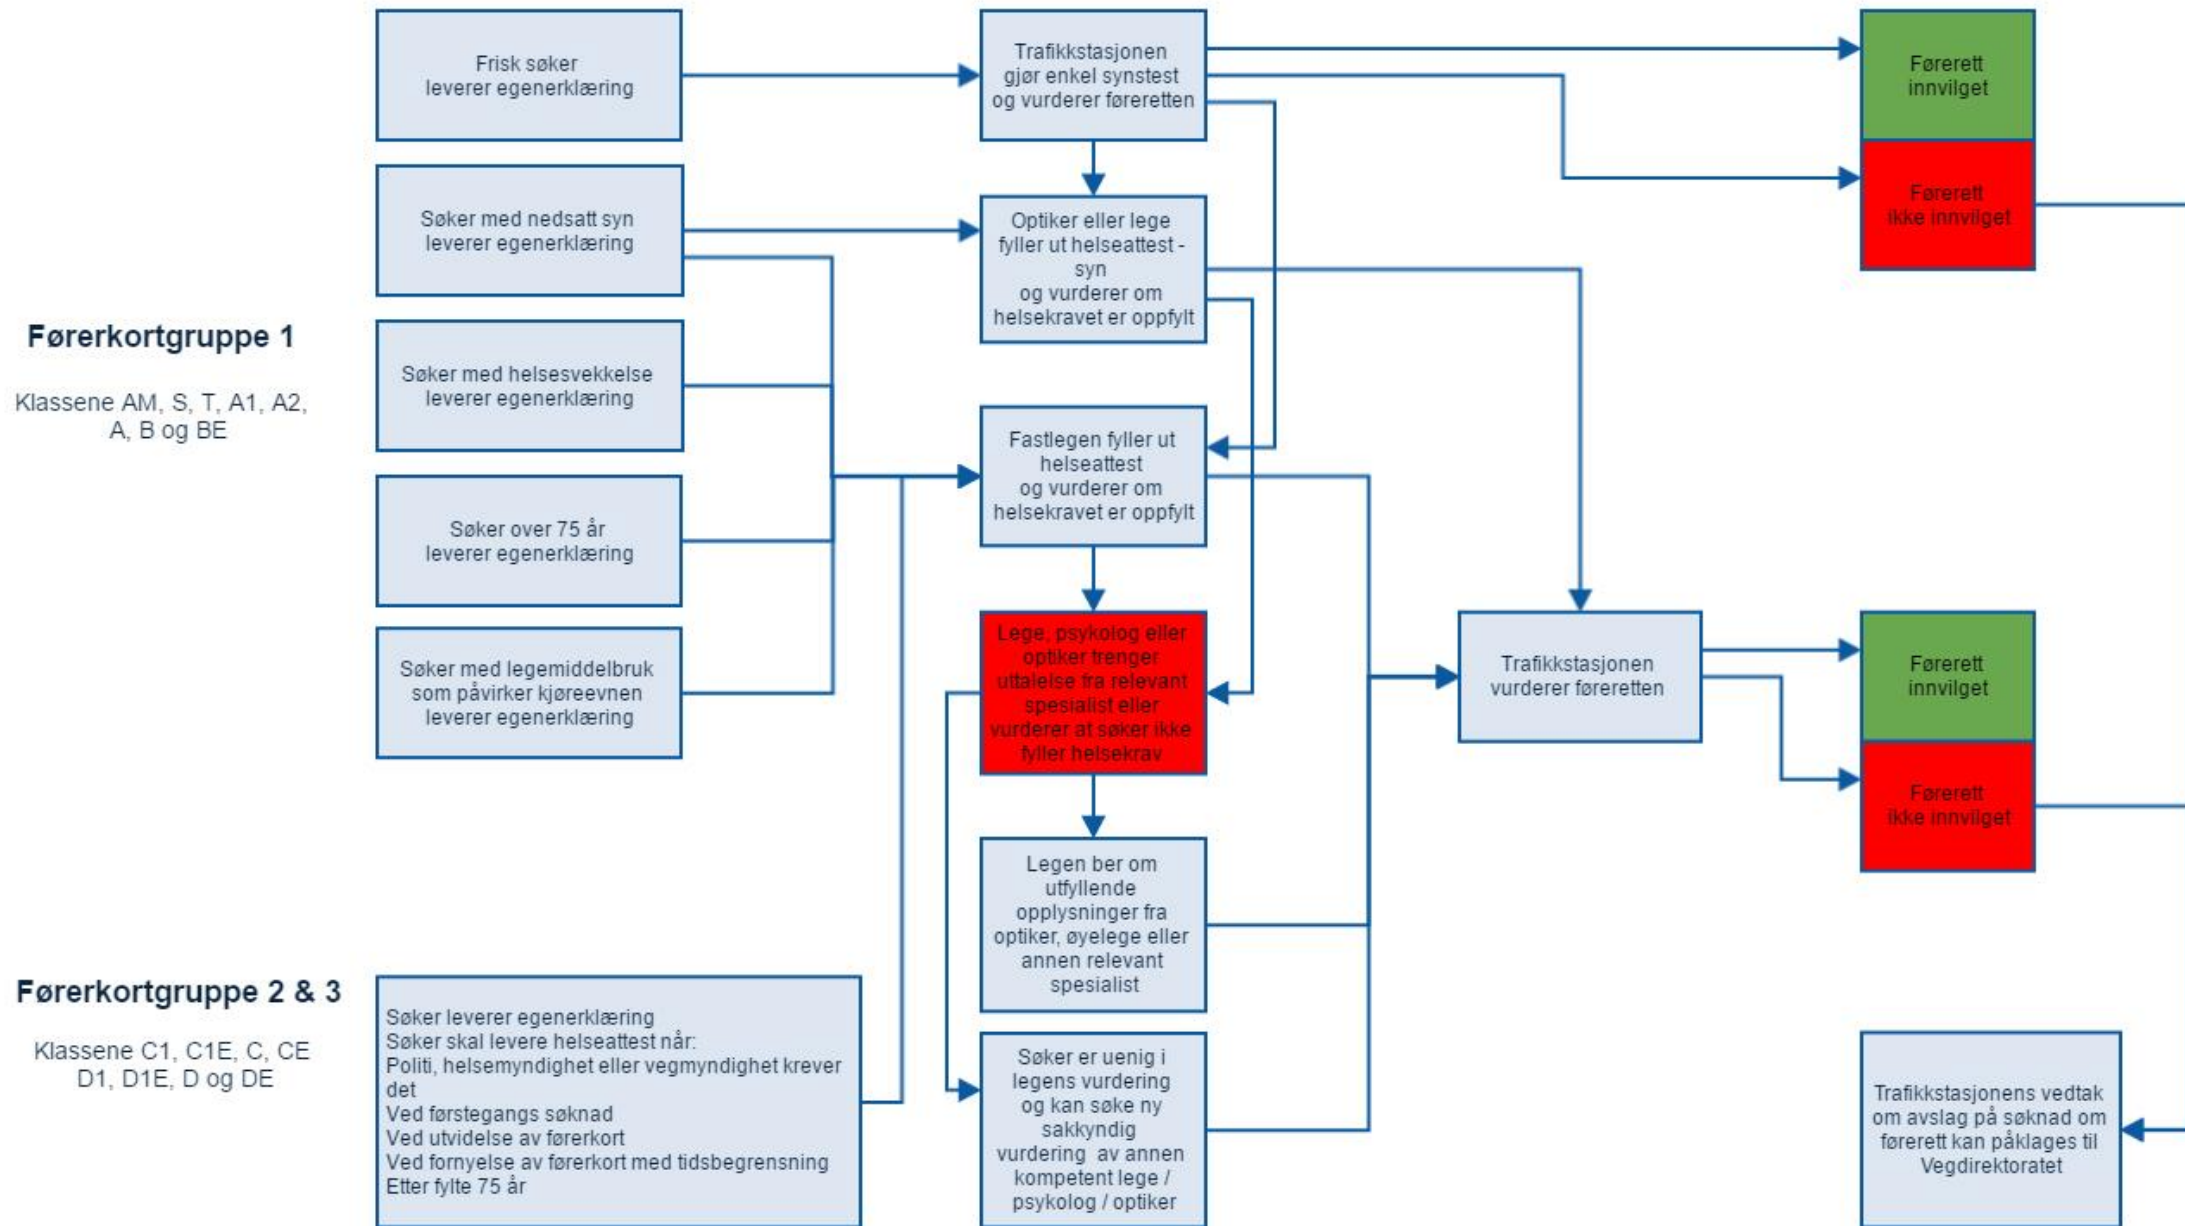 Frisk søker
leverer egenerklæring
Trafikkstasjonen
gjør enkel synstest
og vurderer føreretten
Førerett
innvilget
Førerett
ikke innvilget
Søker med nedsatt syn
leverer egenerklæring
Optiker eller lege
fyller ut helseattest -
syn
og vurderer om
helsekravet er oppfylt
Førerkortgruppe 1
Klassene AM, S, T, A1, A2,
A, B og BE
Søker med helsesvekkelse
leverer egenerklæring
Fastlegen fyller ut
helseattest
og vurderer om
helsekravet er oppfylt
Søker over 75 år
leverer egenerklæring
Søker med legemiddelbruk
som påvirker kjøreevnen
leverer egenerklæring
Lege, psykolog eller
optiker trenger
uttalelse fra relevant
spesialist eller
vurderer at søker ikke
fyller helsekrav
Trafikkstasjonen
vurderer føreretten
Førerett
innvilget
Førerett
ikke innvilget
Legen ber om
utfyllende
opplysninger fra
optiker, øyelege eller
annen relevant
spesialist
Førerkortgruppe 2 & 3
Klassene C1, C1E, C, CE
D1, D1E, D og DE
Søker leverer egenerklæring
Søker skal levere helseattest når:
Politi, helsemyndighet eller vegmyndighet krever
det
Ved førstegangs søknad
Ved utvidelse av førerkort
Ved fornyelse av førerkort med tidsbegrensning
Etter fylte 75 år
Søker er uenig i
legens vurdering
og kan søke ny
sakkyndig
vurdering av annen
kompetent lege /
psykolog / optiker
Trafikkstasjonens vedtak
om avslag på søknad om
førerett kan påklages til
Vegdirektoratet